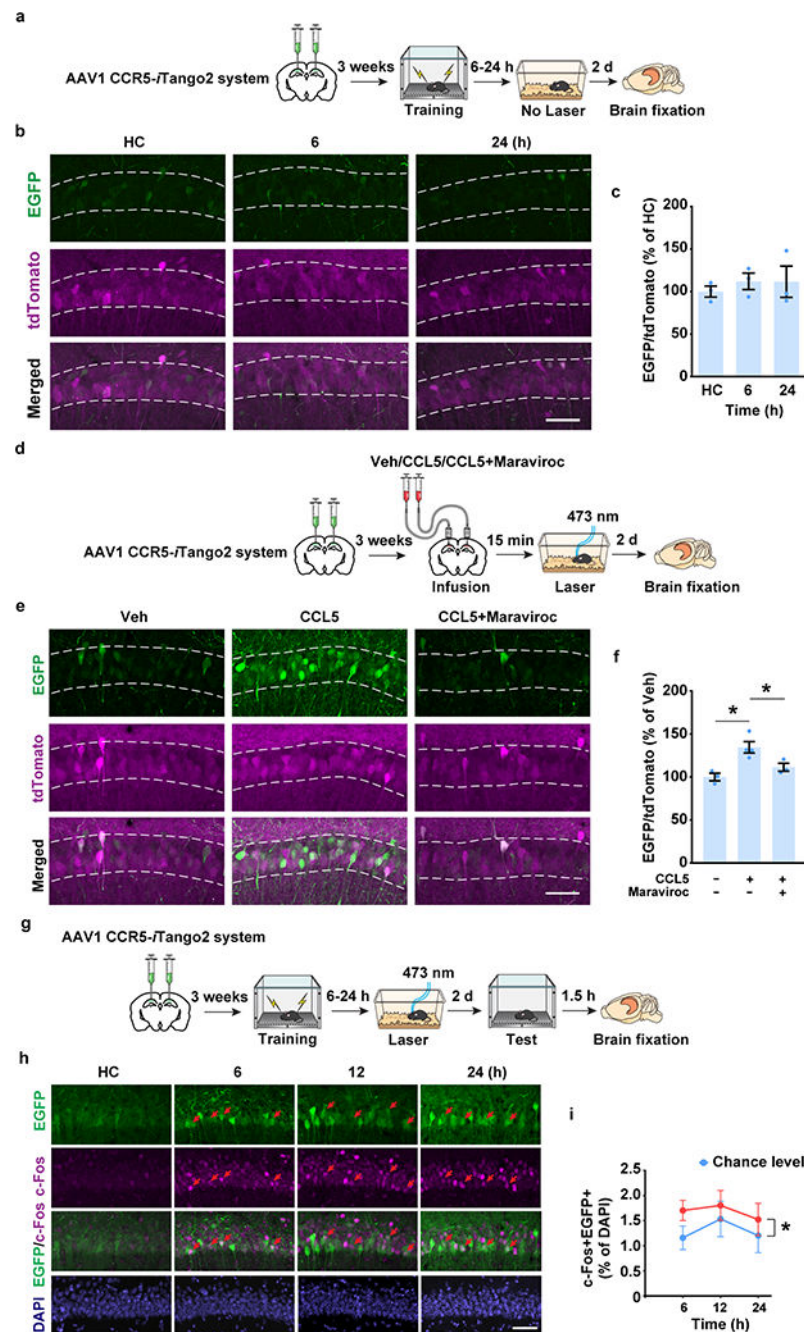 a
AAV1 CCR5-iTango2 system
3 weeks
6-24 h
2 d
Training
No Laser
Brain fixation
b
HC
6
24 (h)
EGFP
tdTomato
Merged
c
EGFP/tdTomato (% of HC)
200
150
100
50
0
HC
6
24
Time (h)
d
Veh/CCL5/CCL5+Maraviroc
AAV1 CCR5-iTango2 system
3 weeks
15 min
473 nm
2 d
Infusion
Laser
Brain fixation
e
Veh
CCL5
CCL5+Maraviroc
EGFP
tdTomato
Merged
f
EGFP/tdTomato (% of Veh)
200
150
100
50
0
*
*
CCL5 - + +
Maraviroc - - +
g
AAV1 CCR5-iTango2 system
3 weeks
6-24 h
473 nm
2 d
1.5 h
Training
Laser
Test
Brain fixation
h
HC
6
12
24 (h)
EGFP
c-Fos
EGFP/c-Fos
DAPI
i
Chance level
c-Fos+EGFP+
(% of DAPI)
2.5
2.0
1.5
1.0
0.5
0
*
6
12
24
Time (h)